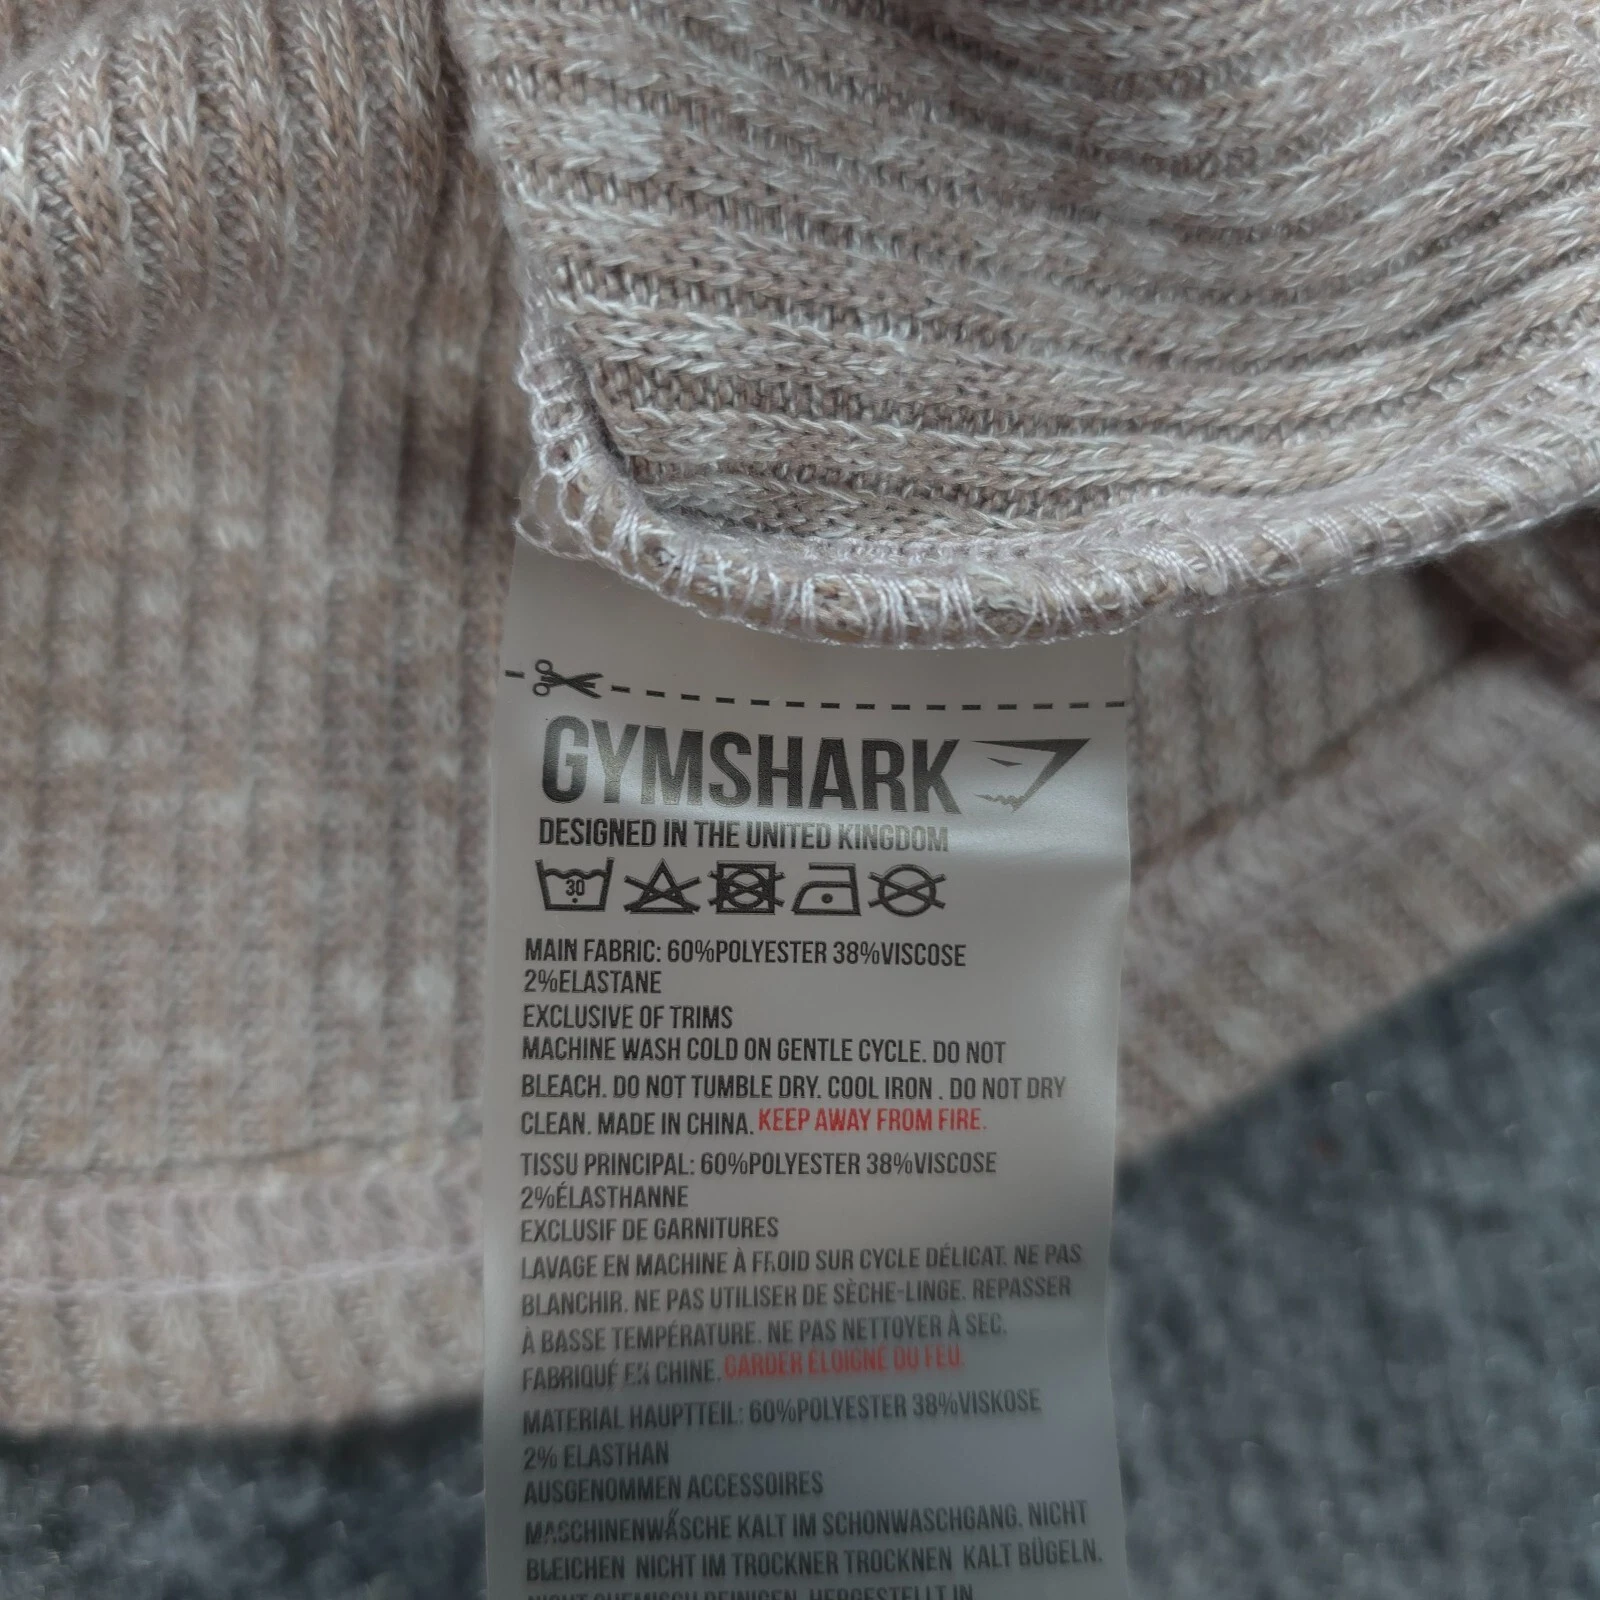 GYMSHARK
DESIGNED IN THE UNITED KINGDOM
30
MAIN FABRIC: 60%POLYESTER 38%VISCOSE
2%ELASTANE
EXCLUSIVE OF TRIMS
MACHINE WASH COLD ON GENTLE CYCLE. DO NOT
BLEACH. DO NOT TUMBLE DRY. COOL IRON . DO NOT DRY
CLEAN. MADE IN CHINA. KEEP AWAY FROM FIRE.
TISSU PRINCIPAL: 60%POLYESTER 38%VISCOSE
2%ÉLASTHANNE
EXCLUSIF DE GARNITURES
LAVAGE EN MACHINE À FROID SUR CYCLE DÉLICAT. NE PAS
BLANCHIR. NE PAS UTILISER DE SÈCHE-LINGE. REPASSER
À BASSE TEMPÉRATURE. NE PAS NETTOYER À SEC.
FABRIQUÉ EN CHINE. GARDER ÉLOIGNÉ DU FEU.
MATERIAL HAUPTTEIL: 60%POLYESTER 38%VISKOSE
2% ELASTHAN
AUSGENOMMEN ACCESSOIRES
MASCHINENWÄSCHE KALT IM SCHONWASCHGANG. NICHT
BLEICHEN NICHT IM TROCKNER TROCKNEN KALT BÜGELN.
NICHT CHEMISCH REINIGEN. HERGESTELLT IN